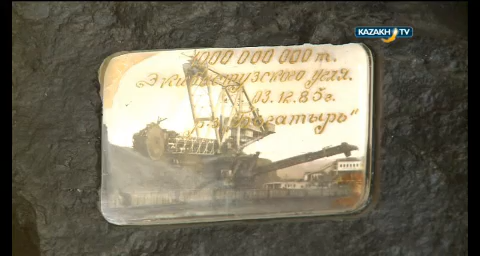 KAZAKH TV
1000 000 000 т.
Экибастузского угля.
03.12.85г.
"Богатырь"